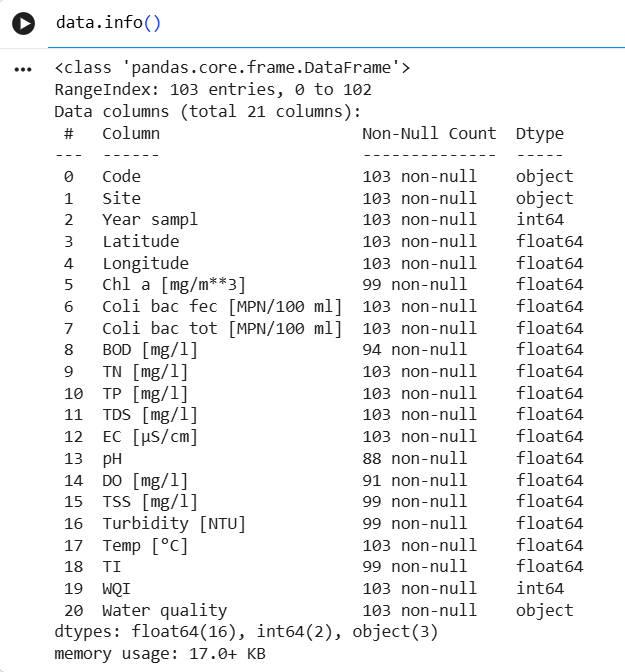 data.info()
<class 'pandas.core.frame.DataFrame'>
RangeIndex: 103 entries, 0 to 102
Data columns (total 21 columns):
 #   Column                    Non-Null Count  Dtype
---  ------                    --------------  -----
 0   Code                      103 non-null    object
 1   Site                      103 non-null    object
 2   Year sampl                103 non-null    int64
 3   Latitude                  103 non-null    float64
 4   Longitude                 103 non-null    float64
 5   Chl a [mg/m**3]           99 non-null     float64
 6   Coli bac fec [MPN/100 ml]  103 non-null    float64
 7   Coli bac tot [MPN/100 ml]  103 non-null    float64
 8   BOD [mg/l]                94 non-null     float64
 9   TN [mg/l]                 103 non-null    float64
 10  TP [mg/l]                 103 non-null    float64
 11  TDS [mg/l]                103 non-null    float64
 12  EC [µS/cm]                103 non-null    float64
 13  pH                        88 non-null     float64
 14  DO [mg/l]                 91 non-null     float64
 15  TSS [mg/l]                99 non-null     float64
 16  Turbidity [NTU]           99 non-null     float64
 17  Temp [°C]                 103 non-null    float64
 18  TI                        99 non-null     float64
 19  WQI                       103 non-null    int64
 20  Water quality             103 non-null    object
dtypes: float64(16), int64(2), object(3)
memory usage: 17.0+ KB